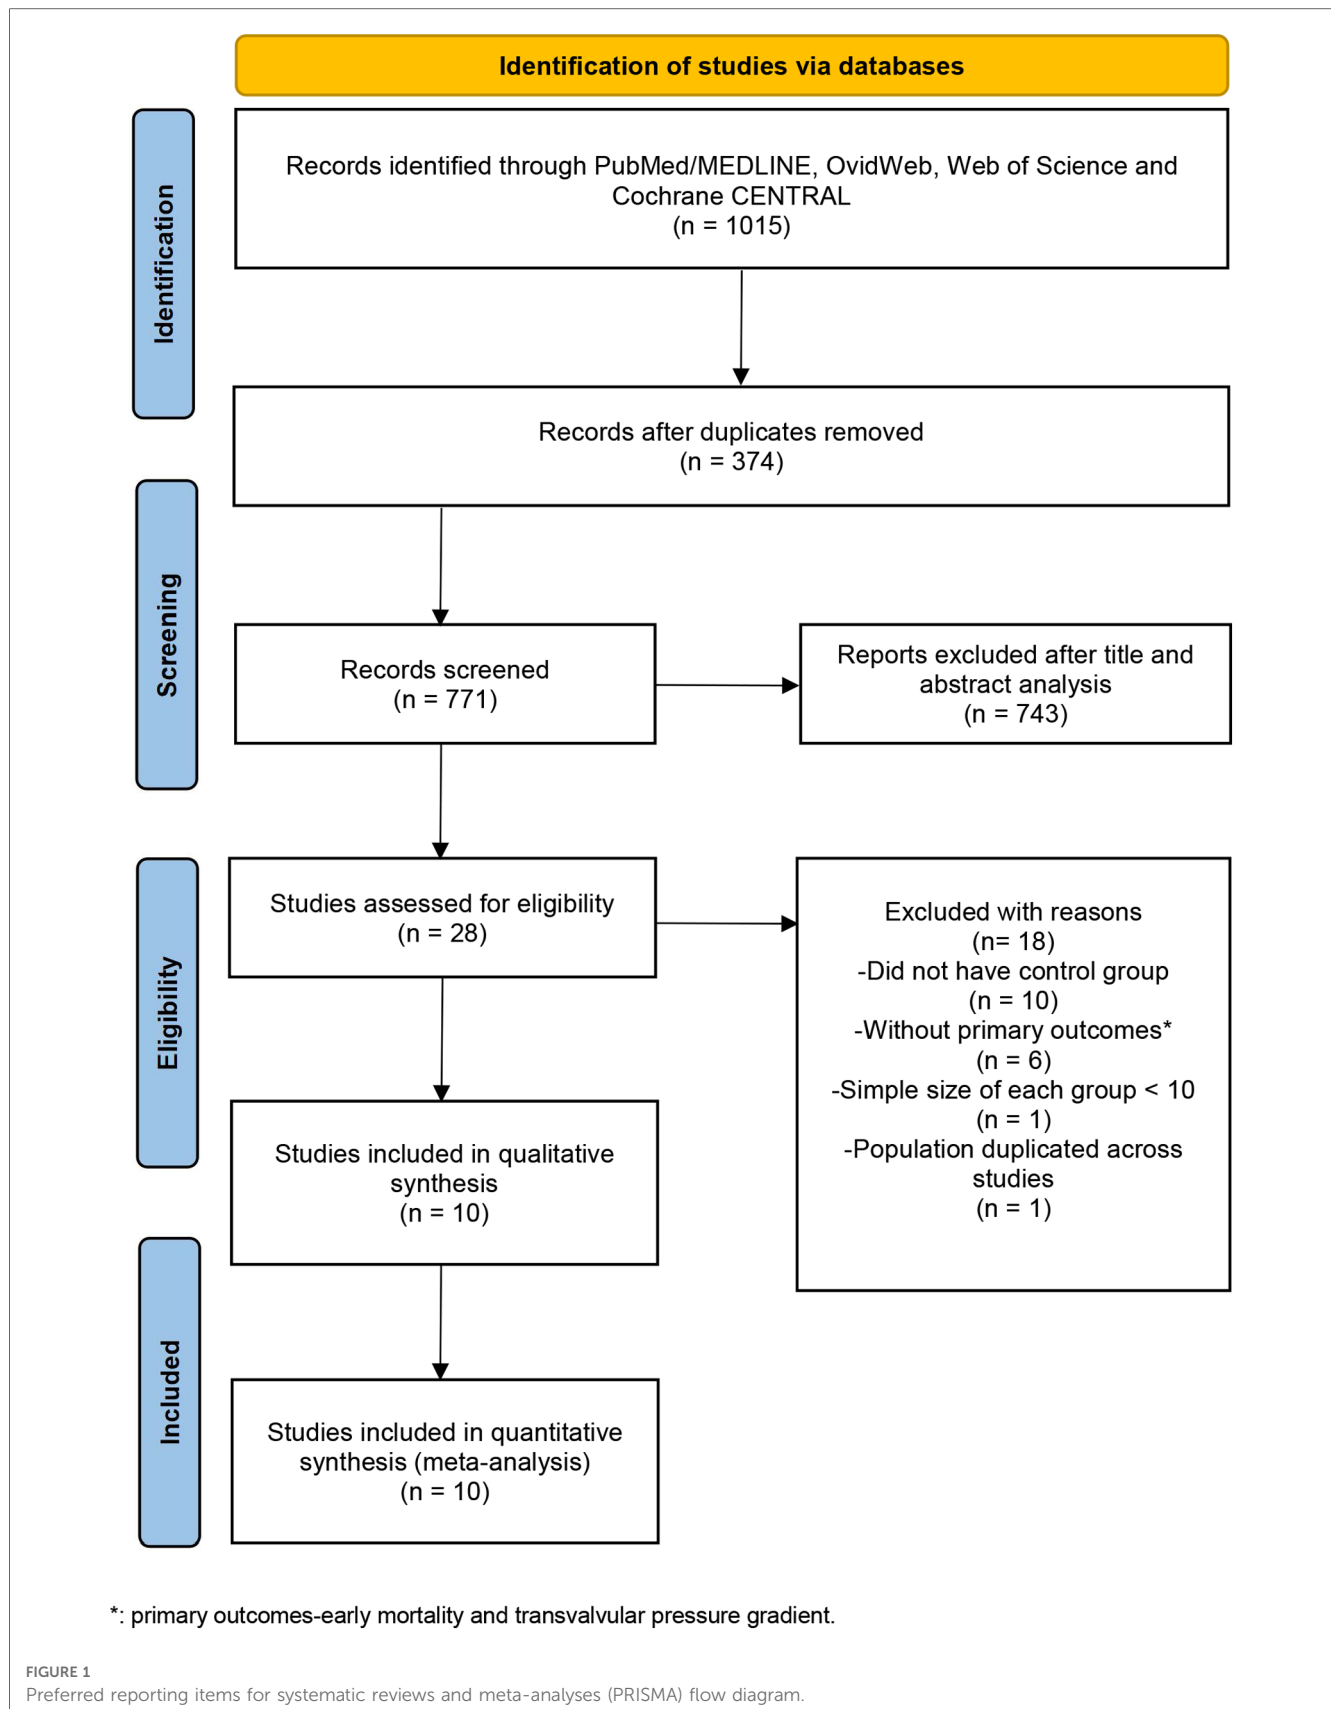 Identification of studies via databases
Identification
Records identified through PubMed/MEDLINE, OvidWeb, Web of Science and
Cochrane CENTRAL
(n = 1015)
Records after duplicates removed
(n = 374)
Screening
Records screened
(n = 771)
Reports excluded after title and
abstract analysis
(n = 743)
Eligibility
Studies assessed for eligibility
(n = 28)
Excluded with reasons
(n= 18)
-Did not have control group
(n = 10)
-Without primary outcomes*
(n = 6)
-Simple size of each group < 10
(n = 1)
-Population duplicated across
studies
(n = 1)
Studies included in qualitative
synthesis
(n = 10)
Included
Studies included in quantitative
synthesis (meta-analysis)
(n = 10)
*: primary outcomes-early mortality and transvalvular pressure gradient.
FIGURE 1
Preferred reporting items for systematic reviews and meta-analyses (PRISMA) flow diagram.